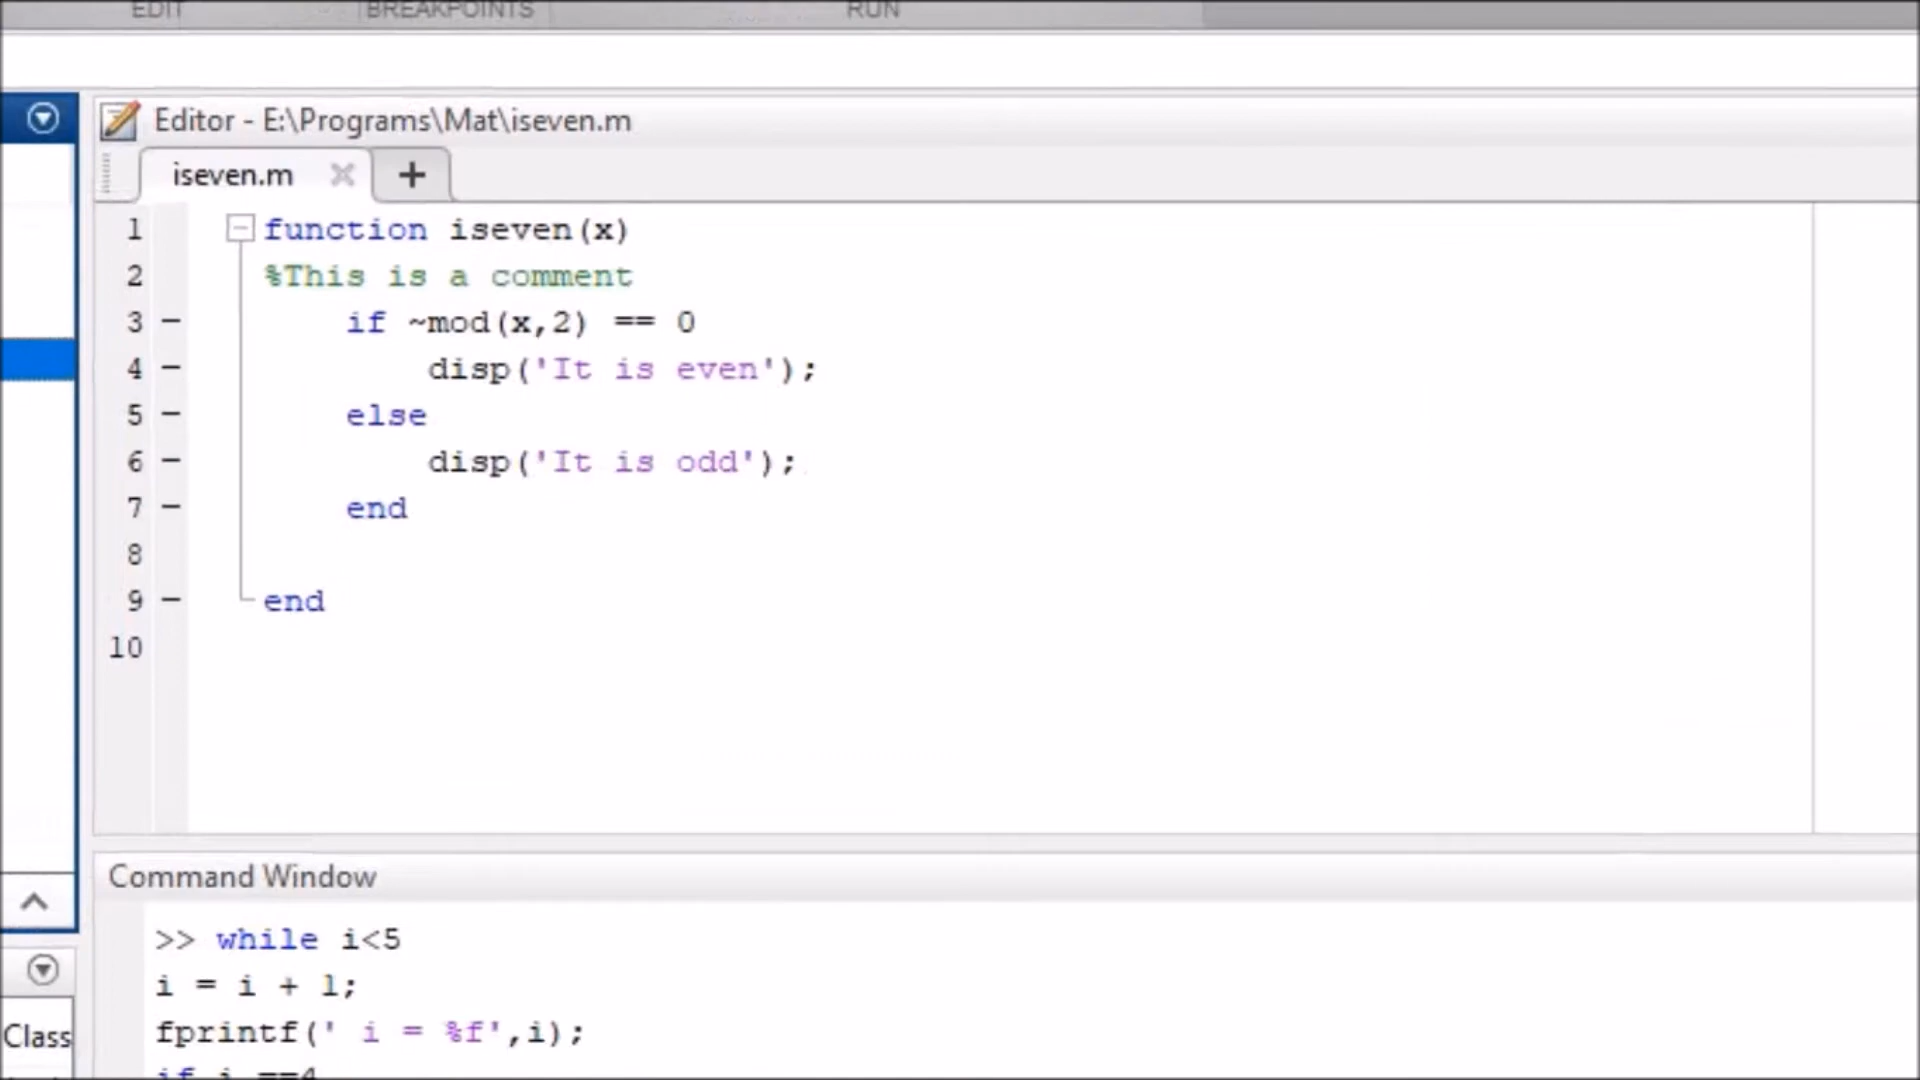 EDIT BREAKPOINTS RUN
Editor - E:\Programs\Mat\iseven.m
iseven.m
1 function iseven(x)
2 %This is a comment
3 if ~mod(x,2) == 0
4 disp('It is even');
5 else
6 disp('It is odd');
7 end
8
9 end
10
Command Window
>> while i<5
i = i + 1;
fprintf(' i = %f',i);
Class
if i ==4